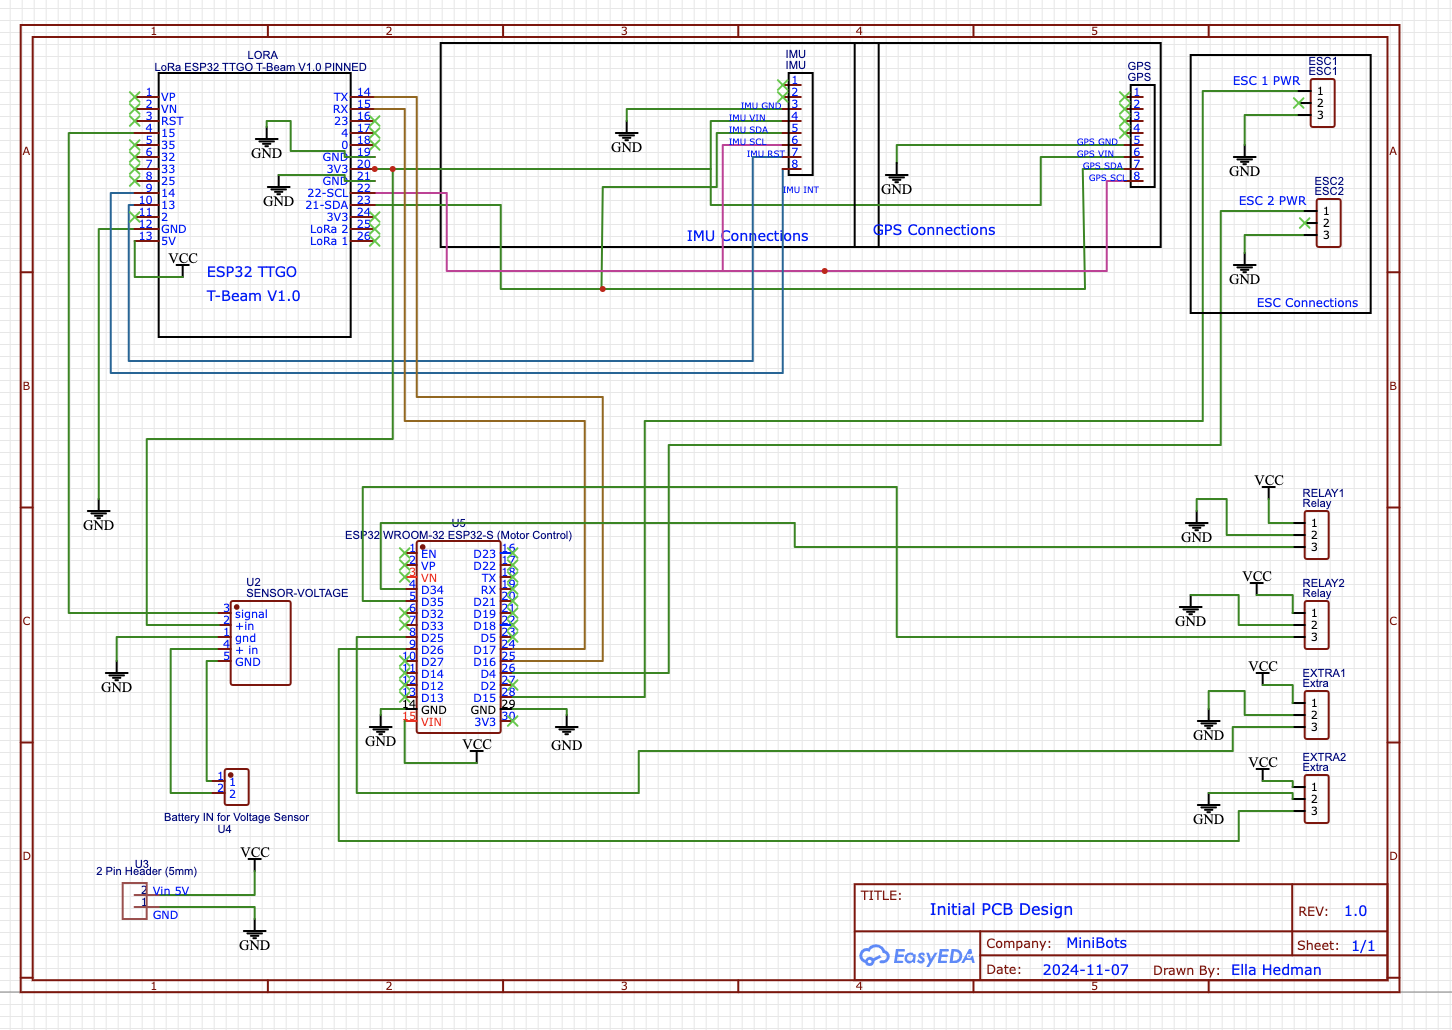 1 2 3 4 5
A
B
C
D
A
B
C
D
LORA
LoRa ESP32 TTGO T-Beam V1.0 PINNED
1 VP
2 VN
3 RST
4 15
5 35
6 32
7 33
8 25
9 14
10 13
11 2
12 GND
13 5V
TX 14
RX 15
23 16
4 17
0 18
GND 19
3V3 20
GND 21
22-SCL 22
21-SDA 23
3V3 24
LoRa 2 25
LoRa 1 26
VCC
ESP32 TTGO
T-Beam V1.0
GND
GND
GND
IMU
IMU
1
2
IMU GND 3
IMU VIN 4
IMU SDA 5
IMU SCL 6
IMU RST 7
8
IMU INT
GND
IMU Connections
GPS
GPS
1
2
3
4
GPS GND 5
GPS VIN 6
GPS SDA 7
GPS SCL 8
GND
GPS Connections
ESC1
ESC1
ESC 1 PWR
1
2
3
GND
ESC2
ESC2
ESC 2 PWR
1
2
3
GND
ESC Connections
U5
ESP32 WROOM-32 ESP32-S (Motor Control)
1 EN
2 VP
3 VN
4 D34
5 D35
6 D32
7 D33
8 D25
9 D26
10 D27
11 D14
12 D12
13 D13
14 GND
15 VIN
D23 16
D22 17
TX 18
RX 19
D21 20
D19 21
D18 22
D5 23
D17 24
D16 25
D4 26
D2 27
D15 28
GND 29
3V3 30
GND
GND
VCC
U2
SENSOR-VOLTAGE
3 signal
2 +in
1 gnd
4 + in
5 GND
GND
1 1
2 2
Battery IN for Voltage Sensor
U4
U3
2 Pin Header (5mm)
2 Vin 5V
1
GND
VCC
GND
VCC
RELAY1
Relay
1
2
3
GND
VCC
RELAY2
Relay
1
2
3
GND
VCC
EXTRA1
Extra
1
2
3
GND
VCC
EXTRA2
Extra
1
2
3
GND
TITLE:
Initial PCB Design
REV: 1.0
EasyEDA
Company: MiniBots
Sheet: 1/1
Date: 2024-11-07 Drawn By: Ella Hedman
1 2 3 4 5